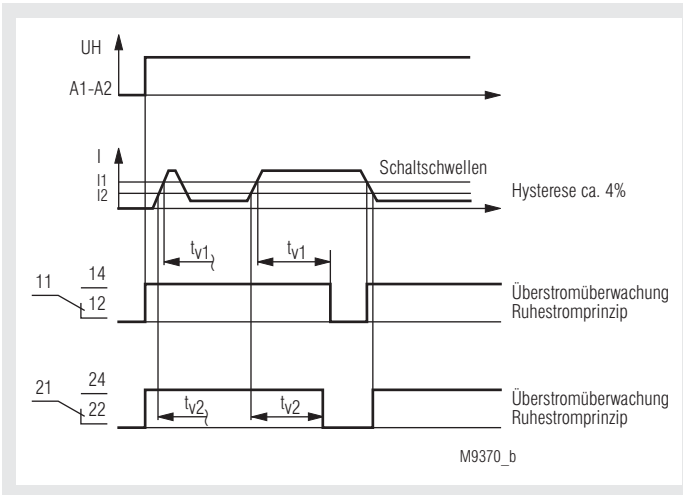 UH
A1-A2
I
I1
I2
Schaltschwellen
Hysterese ca. 4%
tv1
tv1
11
14
12
Überstromüberwachung
Ruhestromprinzip
21
24
22
tv2
tv2
Überstromüberwachung
Ruhestromprinzip
M9370_b